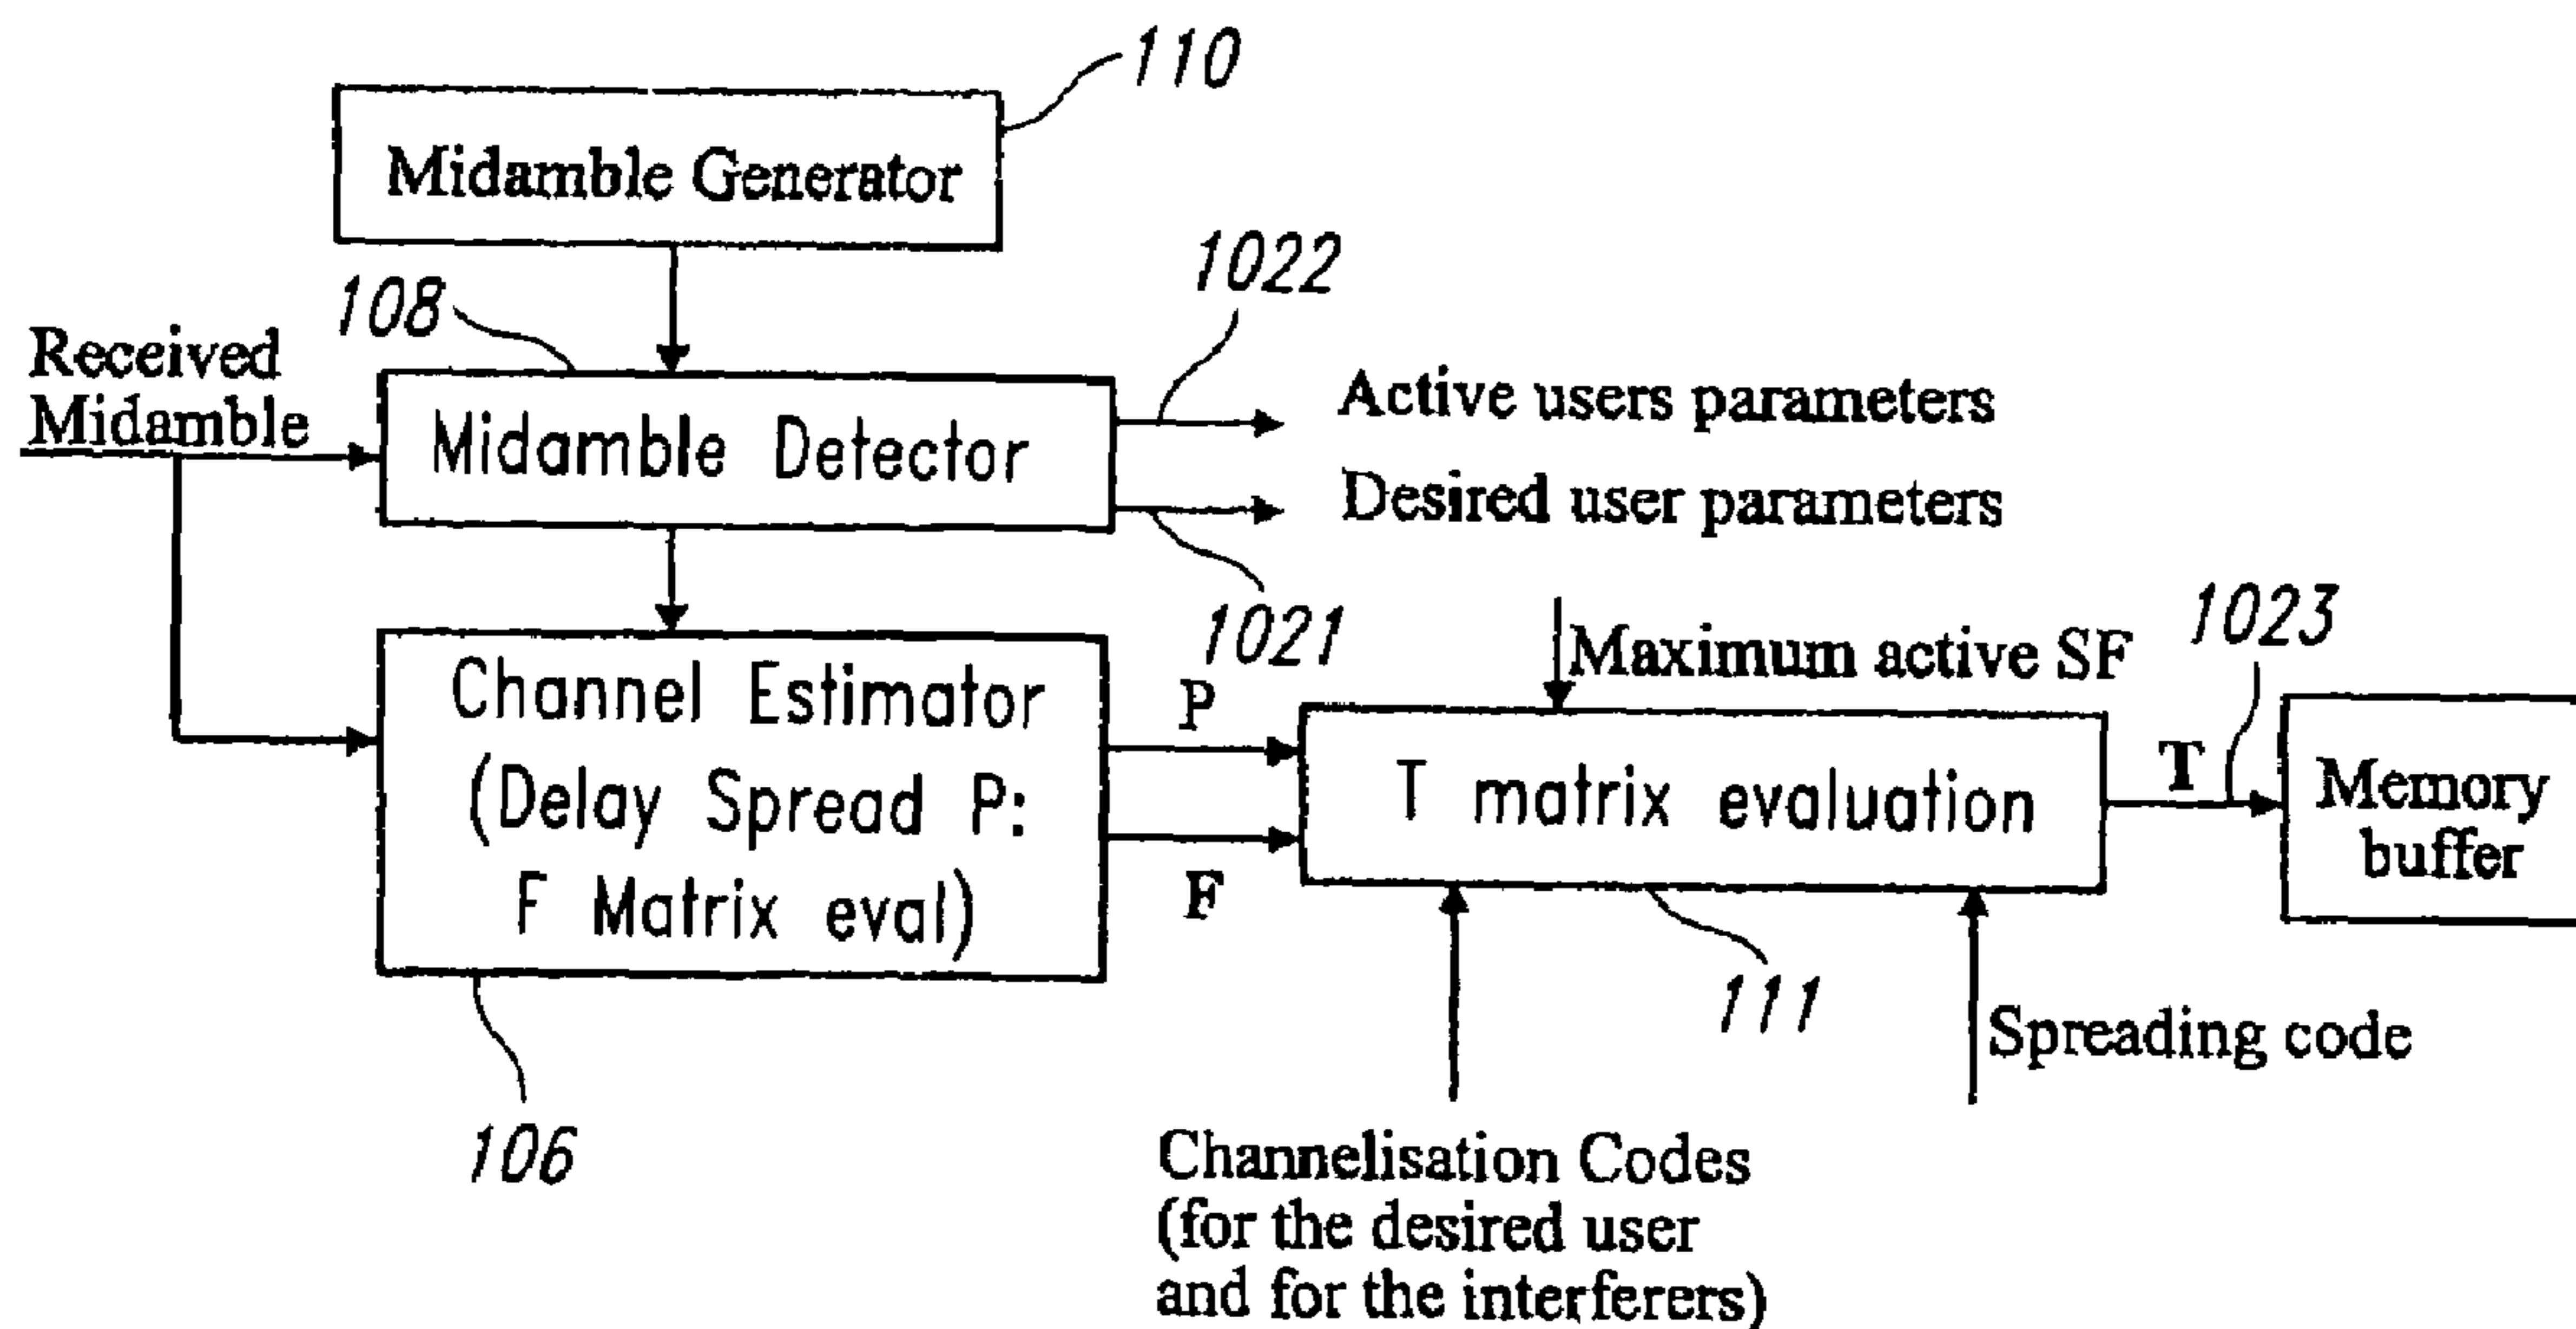 110
Midamble Generator
1022
108
Received
Midamble
Midamble Detector
Active users parameters
Desired user parameters
1021
1023
Maximum active SF
Channel Estimator
(Delay Spread P:
F Matrix eval)
P
F
T matrix evaluation
T
Memory
buffer
111
106
Spreading code
Channelisation Codes
(for the desired user
and for the interferers)